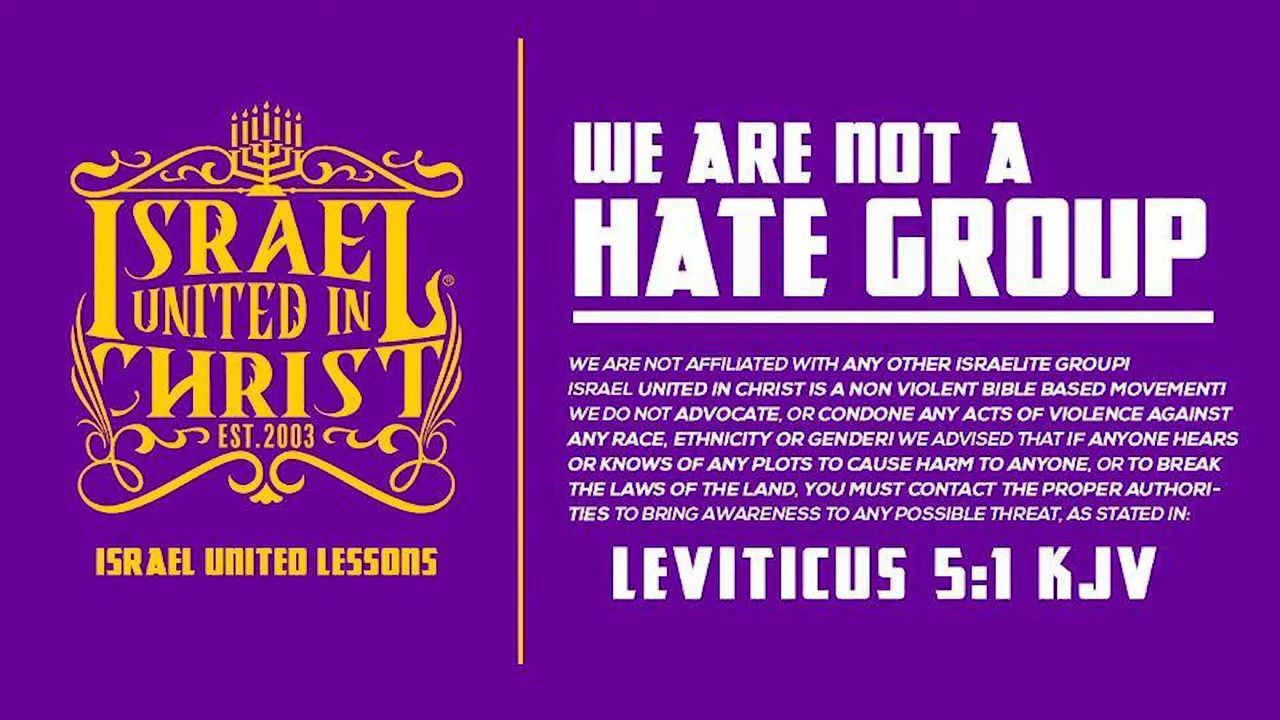 ISRAEL
UNITED IN
CHRIST
EST. 2003
ISRAEL UNITED LESSONS
WE ARE NOT A
HATE GROUP
WE ARE NOT AFFILIATED WITH ANY OTHER ISRAELITE GROUP!
ISRAEL UNITED IN CHRIST IS A NON VIOLENT BIBLE BASED MOVEMENT!
WE DO NOT ADVOCATE, OR CONDONE ANY ACTS OF VIOLENCE AGAINST
ANY RACE, ETHNICITY OR GENDER! WE ADVISED THAT IF ANYONE HEARS
OR KNOWS OF ANY PLOTS TO CAUSE HARM TO ANYONE, OR TO BREAK
THE LAWS OF THE LAND, YOU MUST CONTACT THE PROPER AUTHORI-
TIES TO BRING AWARENESS TO ANY POSSIBLE THREAT, AS STATED IN:
LEVITICUS 5:1 KJV